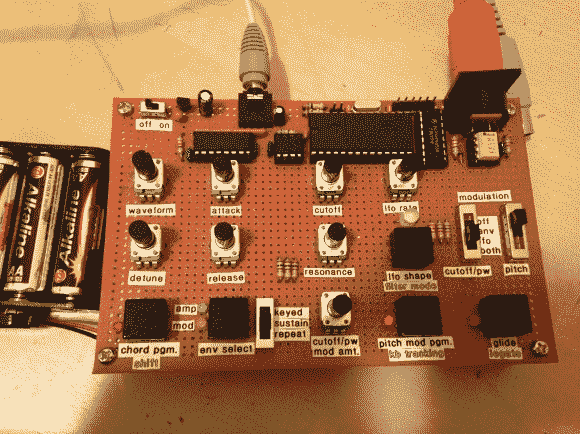 off on
waveform
attack
cutoff
lfo rate
modulation
off
env
lfo
both
cutoff/pw
pitch
detune
release
resonance
lfo shape
filter mode
amp
mod
keyed
sustain
repeat
chord pgm.
shift
env select
cutoff/pw
mod amt.
pitch mod pgm.
kb tracking
glide
legato
Alkaline
Alkaline
AA